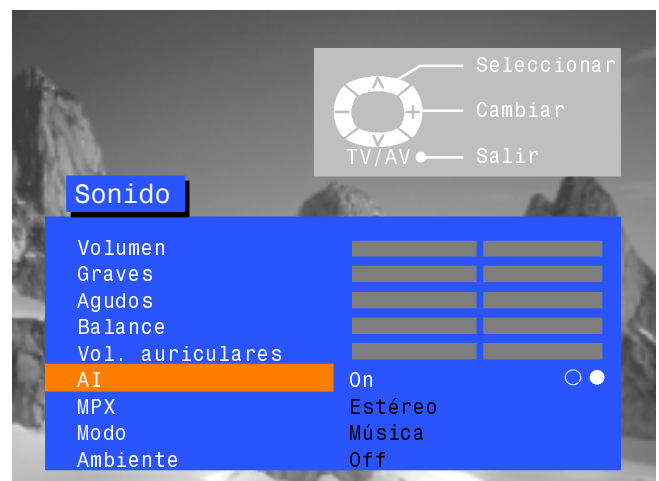 Seleccionar
Cambiar
TV/AV Salir
Sonido
Volumen
Graves
Agudos
Balance
Vol. auriculares
AI On
MPX Estéreo
Modo Música
Ambiente Off